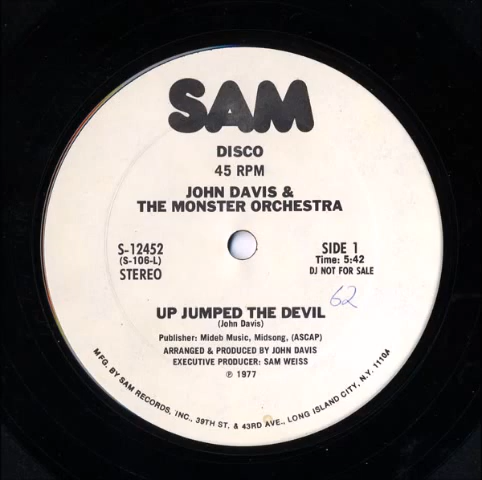 SAM
DISCO
45 RPM
JOHN DAVIS &
THE MONSTER ORCHESTRA
S-12452
(S-106-L)
STEREO
SIDE 1
Time: 5:42
DJ NOT FOR SALE
62
UP JUMPED THE DEVIL
(John Davis)
Publisher: Mideb Music, Midsong, (ASCAP)
ARRANGED & PRODUCED BY JOHN DAVIS
EXECUTIVE PRODUCER: SAM WEISS
℗ 1977
MFG. BY SAM RECORDS, INC., 39TH ST. & 43RD AVE., LONG ISLAND CITY, N.Y. 11104